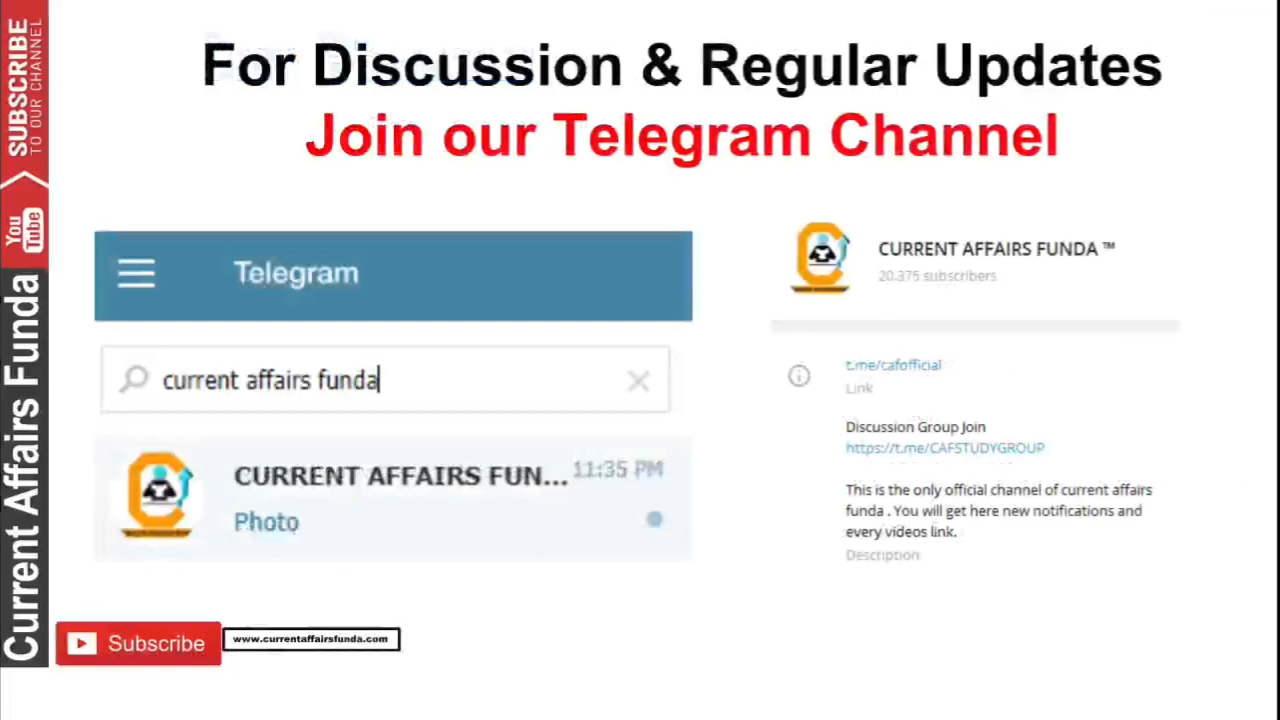 For Discussion & Regular Updates
Join our Telegram Channel
SUBSCRIBE
TO OUR CHANNEL
You Tube
Current Affairs Funda
Telegram
current affairs funda
CURRENT AFFAIRS FUN... 11:35 PM
Photo
CURRENT AFFAIRS FUNDA ™
20,375 subscribers
t.me/cafofficial
Link
Discussion Group Join
https://t.me/CAFSTUDYGROUP
This is the only official channel of current affairs
funda . You will get here new notifications and
every videos link.
Description
Subscribe
www.currentaffairsfunda.com